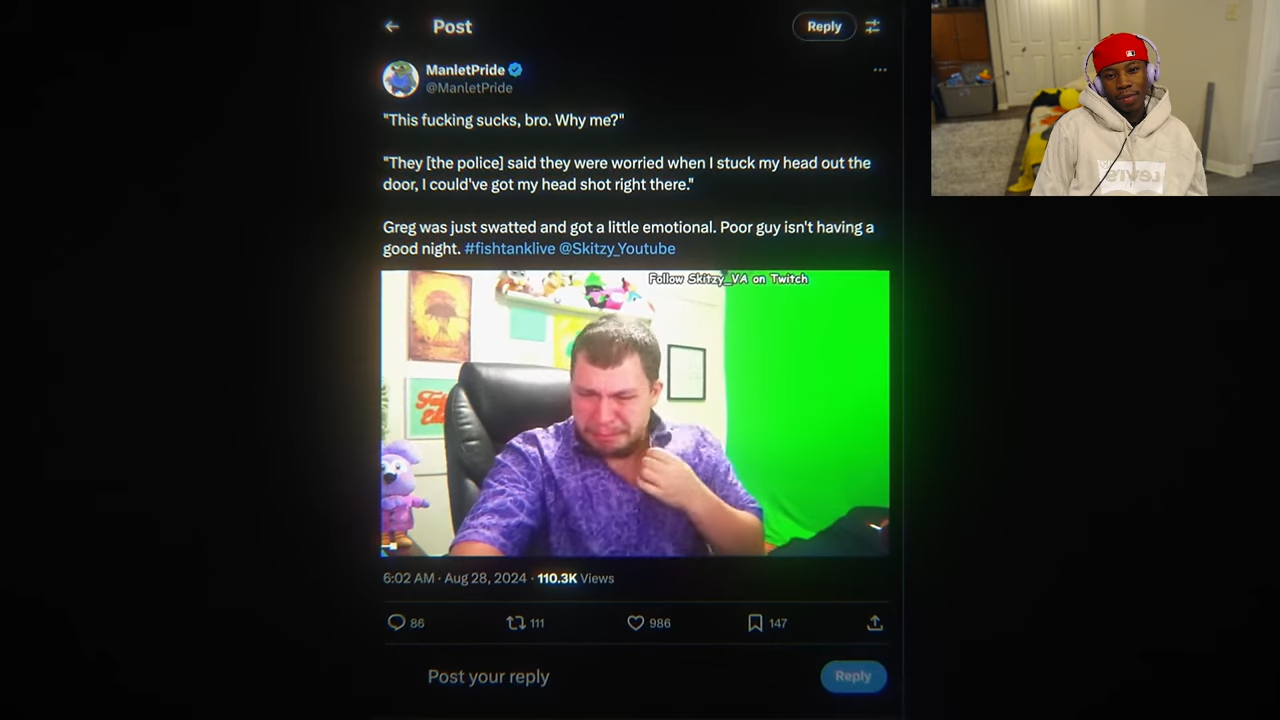 Post
Reply
ManletPride
@ManletPride
"This fucking sucks, bro. Why me?"
"They [the police] said they were worried when I stuck my head out the
door, I could've got my head shot right there."
Greg was just swatted and got a little emotional. Poor guy isn't having a
good night. #fishtanklive @Skitzy_Youtube
Follow Skitzy_VA on Twitch
6:02 AM · Aug 28, 2024 · 110.3K Views
86
111
986
147
Post your reply
Reply